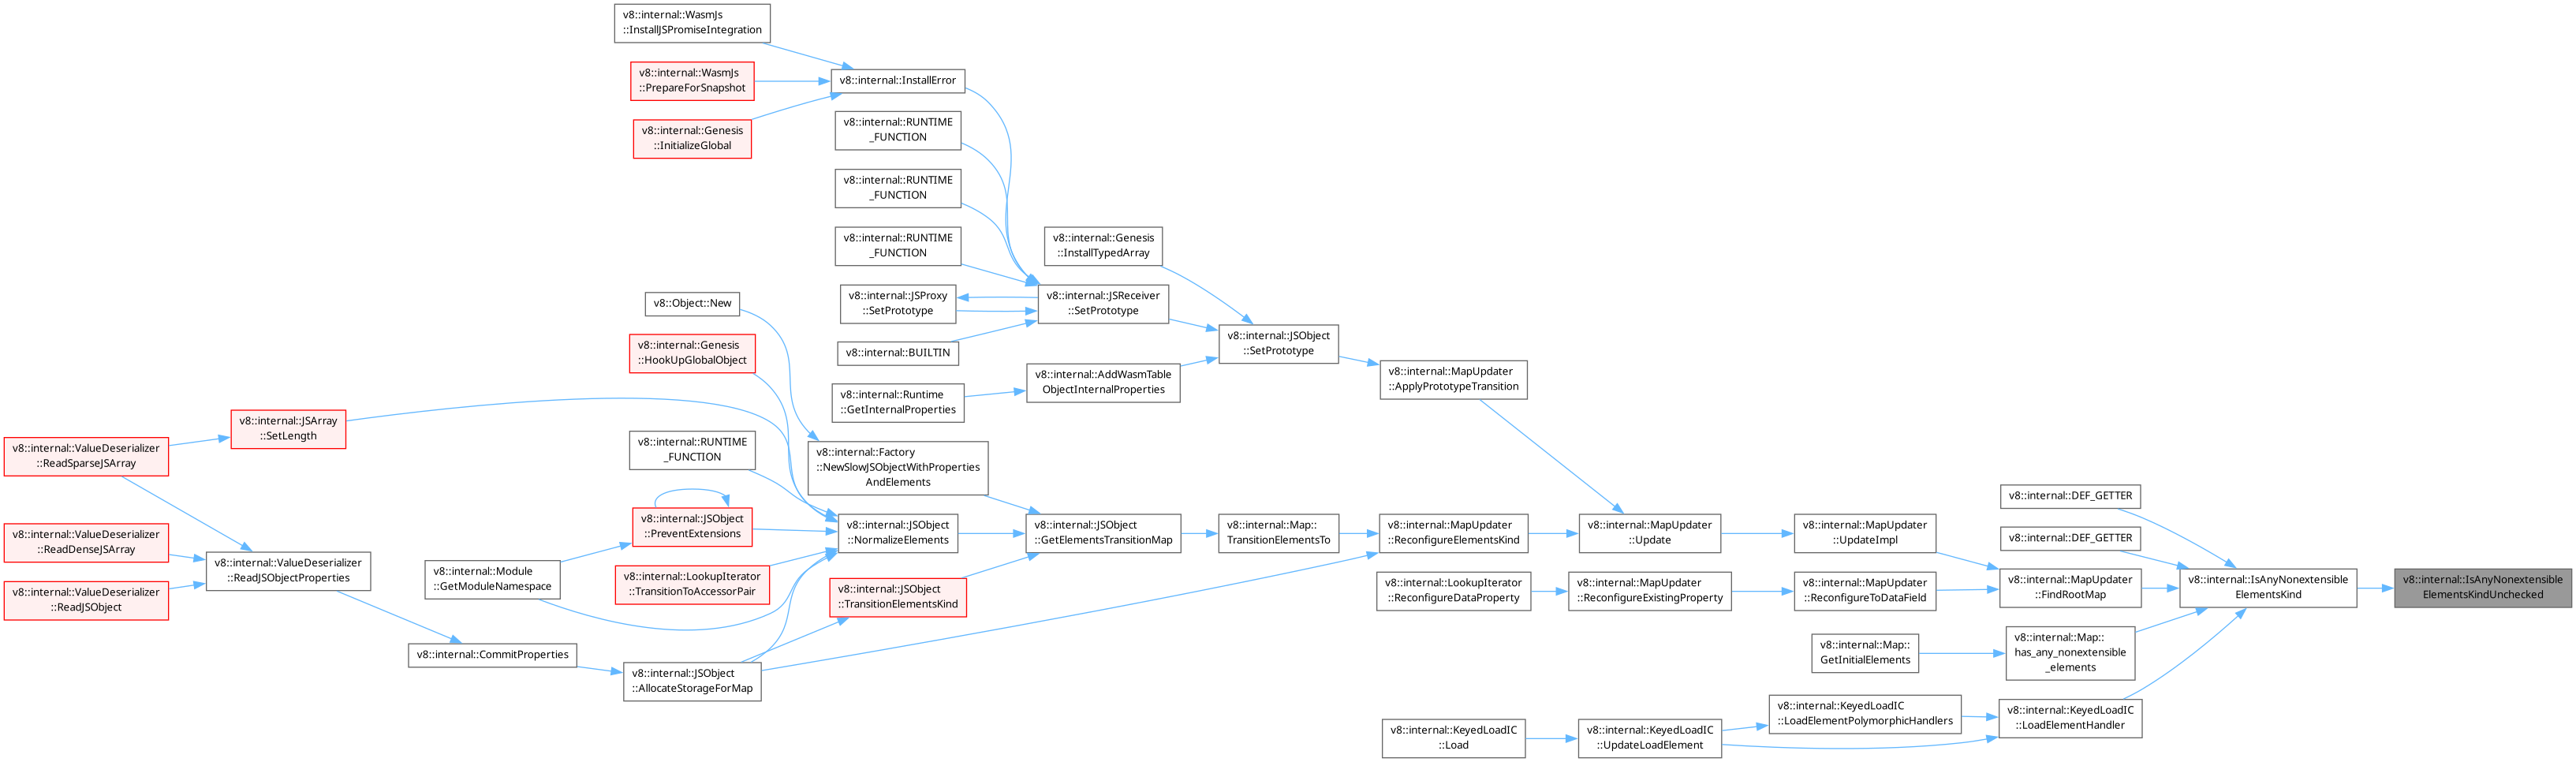 v8::internal::WasmJs
::InstallJSPromiseIntegration
v8::internal::WasmJs
::PrepareForSnapshot
v8::internal::InstallError
v8::internal::Genesis
::InitializeGlobal
v8::internal::RUNTIME
_FUNCTION
v8::internal::RUNTIME
_FUNCTION
v8::internal::RUNTIME
_FUNCTION
v8::internal::Genesis
::InstallTypedArray
v8::internal::JSProxy
::SetPrototype
v8::internal::JSReceiver
::SetPrototype
v8::Object::New
v8::internal::BUILTIN
v8::internal::JSObject
::SetPrototype
v8::internal::Genesis
::HookUpGlobalObject
v8::internal::AddWasmTable
ObjectInternalProperties
v8::internal::MapUpdater
::ApplyPrototypeTransition
v8::internal::Runtime
::GetInternalProperties
v8::internal::JSArray
::SetLength
v8::internal::ValueDeserializer
::ReadSparseJSArray
v8::internal::RUNTIME
_FUNCTION
v8::internal::Factory
::NewSlowJSObjectWithProperties
AndElements
v8::internal::DEF_GETTER
v8::internal::ValueDeserializer
::ReadDenseJSArray
v8::internal::JSObject
::PreventExtensions
v8::internal::JSObject
::NormalizeElements
v8::internal::JSObject
::GetElementsTransitionMap
v8::internal::Map::
TransitionElementsTo
v8::internal::MapUpdater
::ReconfigureElementsKind
v8::internal::MapUpdater
::Update
v8::internal::MapUpdater
::UpdateImpl
v8::internal::DEF_GETTER
v8::internal::ValueDeserializer
::ReadJSObjectProperties
v8::internal::Module
::GetModuleNamespace
v8::internal::LookupIterator
::TransitionToAccessorPair
v8::internal::JSObject
::TransitionElementsKind
v8::internal::LookupIterator
::ReconfigureDataProperty
v8::internal::MapUpdater
::ReconfigureExistingProperty
v8::internal::MapUpdater
::ReconfigureToDataField
v8::internal::MapUpdater
::FindRootMap
v8::internal::IsAnyNonextensible
ElementsKind
v8::internal::IsAnyNonextensible
ElementsKindUnchecked
v8::internal::ValueDeserializer
::ReadJSObject
v8::internal::CommitProperties
v8::internal::JSObject
::AllocateStorageForMap
v8::internal::Map::
GetInitialElements
v8::internal::Map::
has_any_nonextensible
_elements
v8::internal::KeyedLoadIC
::Load
v8::internal::KeyedLoadIC
::UpdateLoadElement
v8::internal::KeyedLoadIC
::LoadElementPolymorphicHandlers
v8::internal::KeyedLoadIC
::LoadElementHandler